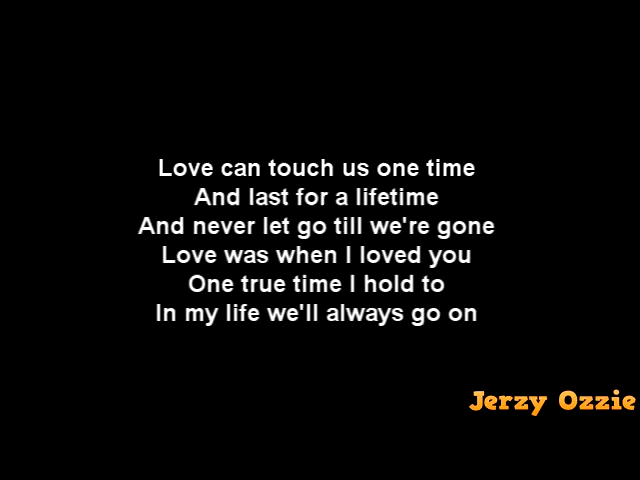 Love can touch us one time
And last for a lifetime
And never let go till we're gone
Love was when I loved you
One true time I hold to
In my life we'll always go on
Jerzy Ozzie